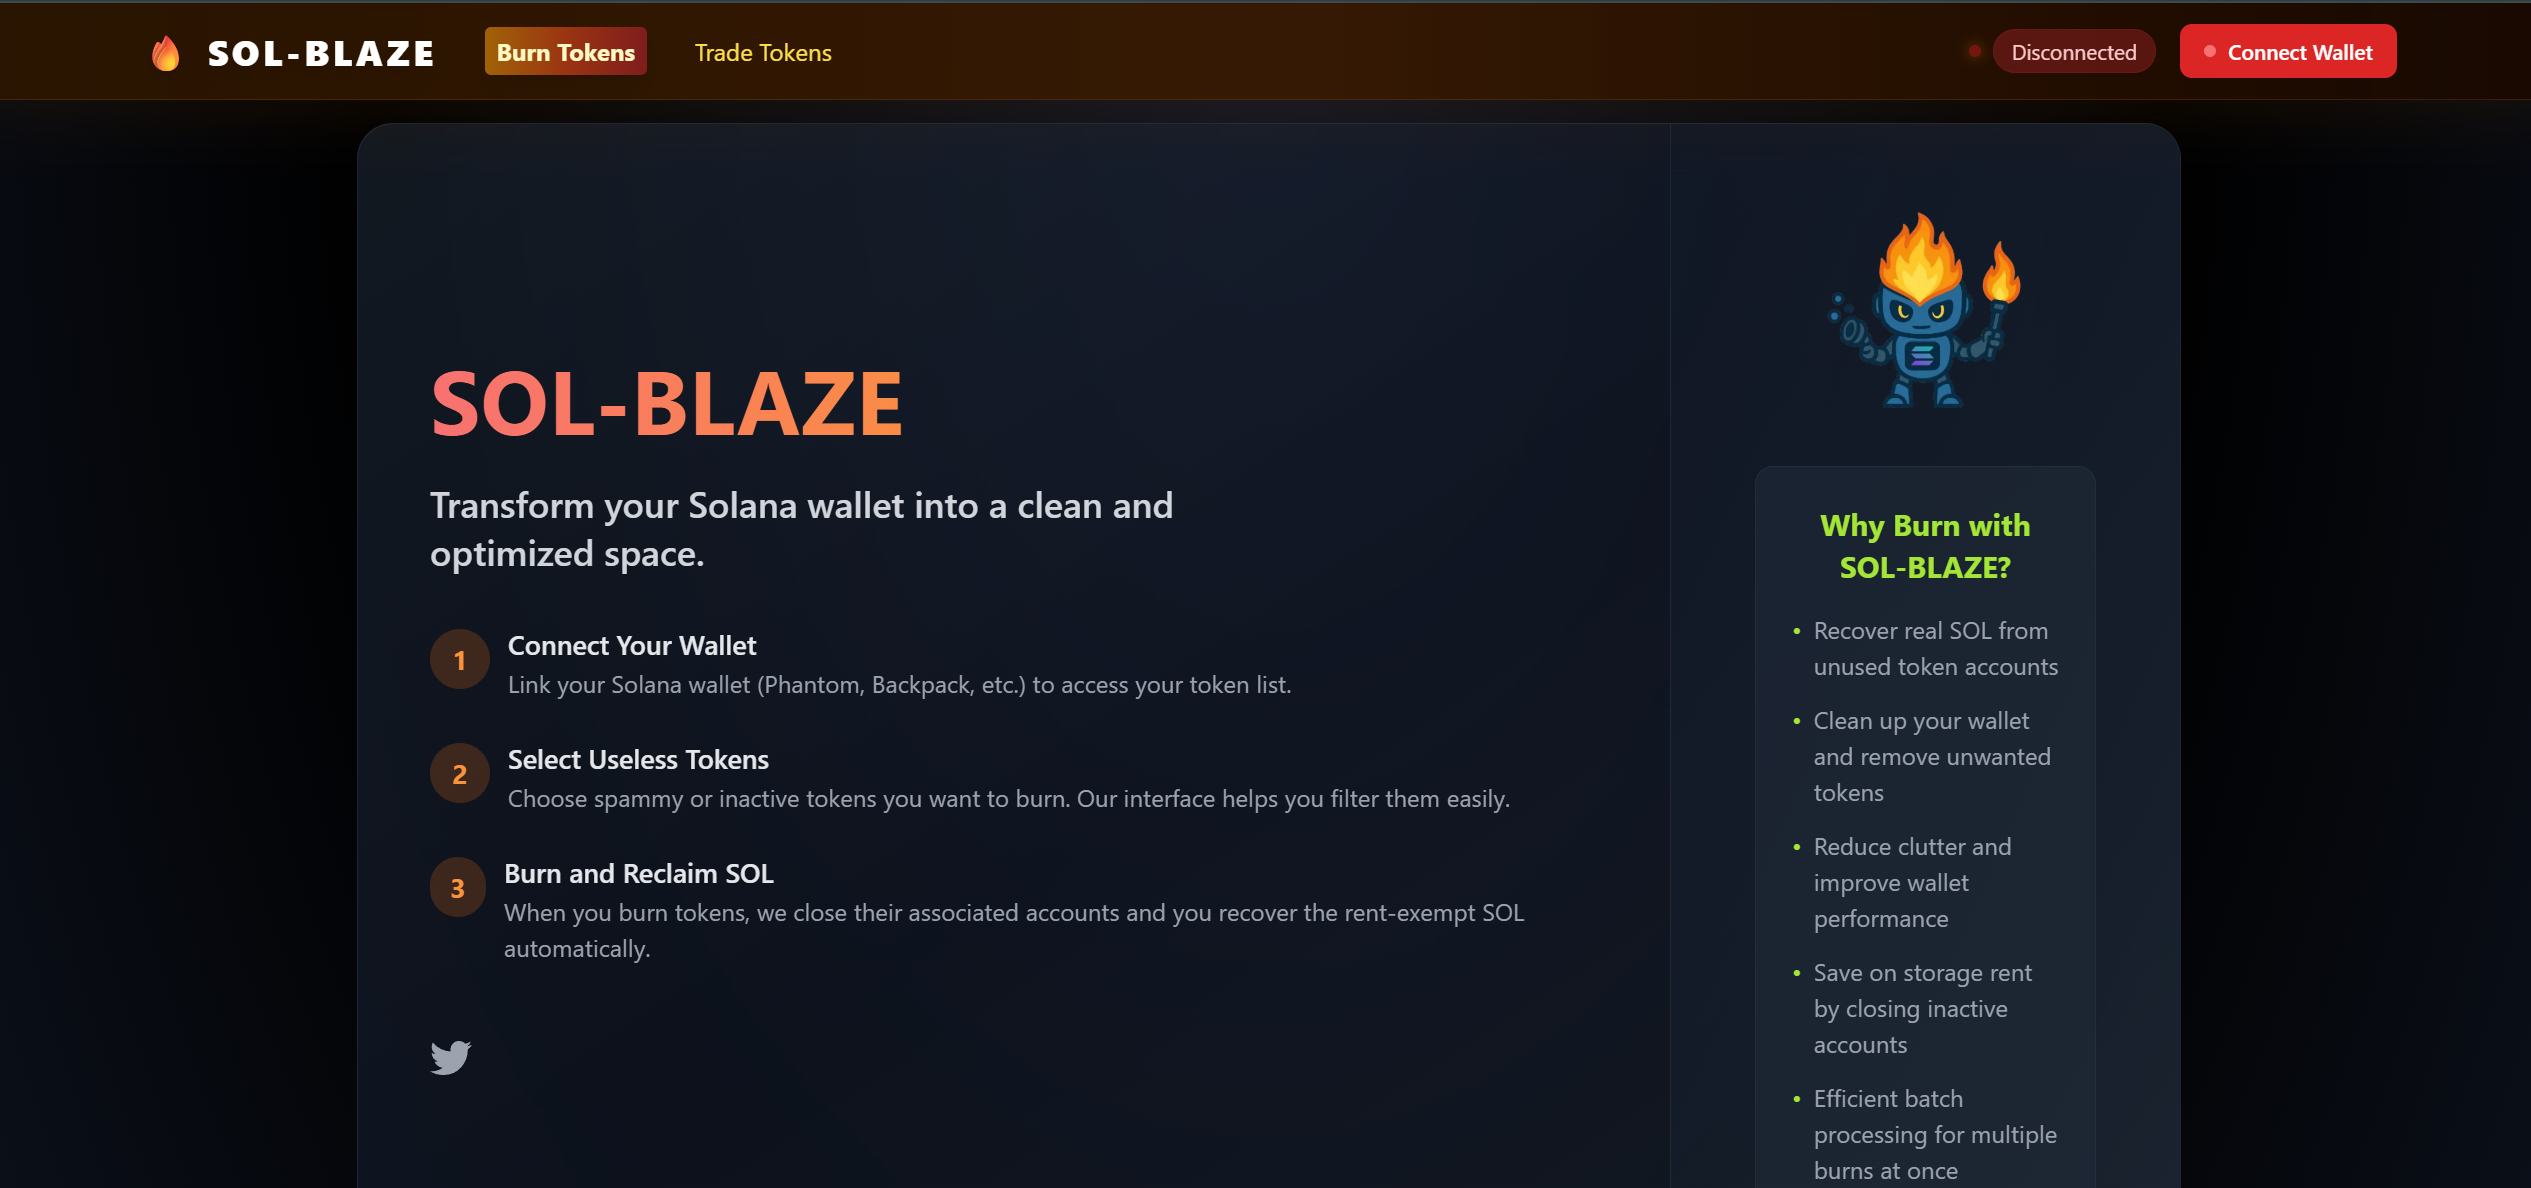 SOL-BLAZE
Burn Tokens
Trade Tokens
Disconnected
Connect Wallet
SOL-BLAZE
Transform your Solana wallet into a clean and
optimized space.
1
Connect Your Wallet
Link your Solana wallet (Phantom, Backpack, etc.) to access your token list.
2
Select Useless Tokens
Choose spammy or inactive tokens you want to burn. Our interface helps you filter them easily.
3
Burn and Reclaim SOL
When you burn tokens, we close their associated accounts and you recover the rent-exempt SOL
automatically.
Why Burn with
SOL-BLAZE?
• Recover real SOL from
unused token accounts
• Clean up your wallet
and remove unwanted
tokens
• Reduce clutter and
improve wallet
performance
• Save on storage rent
by closing inactive
accounts
• Efficient batch
processing for multiple
burns at once